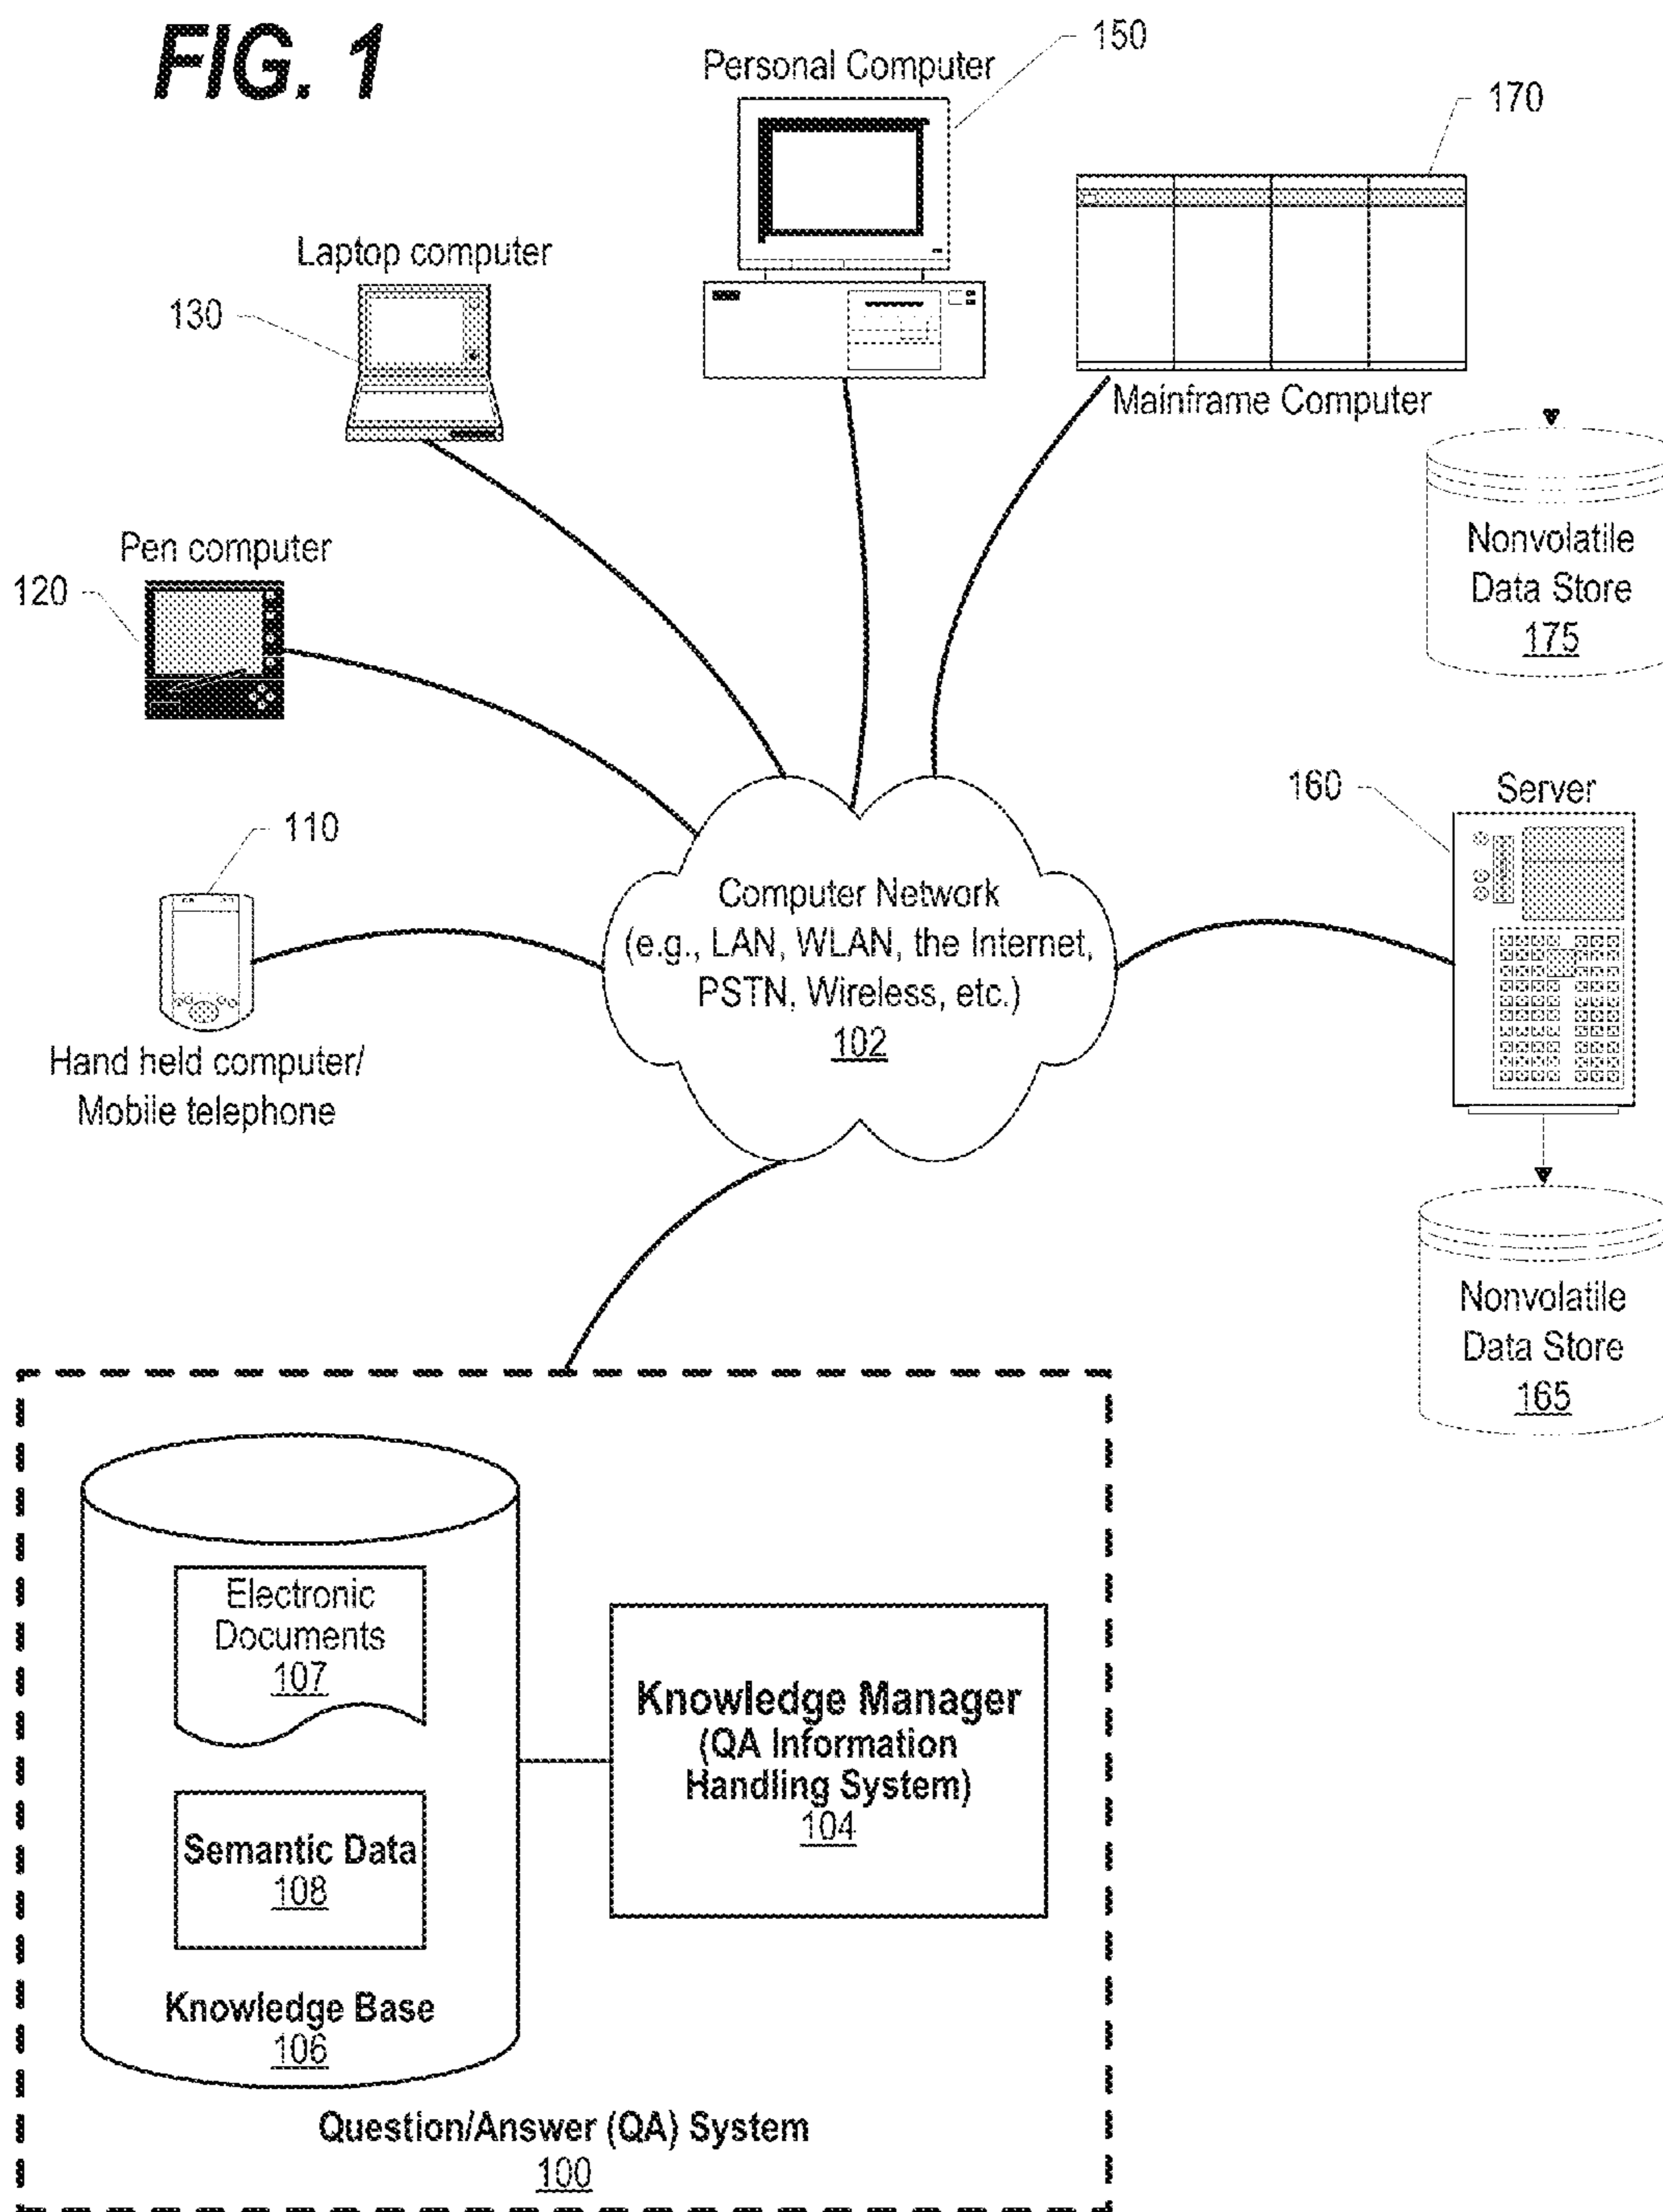 FIG. 1
Personal Computer
150
170
Laptop computer
130
Mainframe Computer
Nonvolatile
Data Store
175
Pen computer
120
110
Hand held computer/
Mobile telephone
Computer Network
(e.g., LAN, WLAN, the Internet,
PSTN, Wireless, etc.)
102
160
Server
Nonvolatile
Data Store
165
Electronic
Documents
107
Semantic Data
108
Knowledge Base
106
Knowledge Manager
(QA Information
Handling System)
104
Question/Answer (QA) System
100